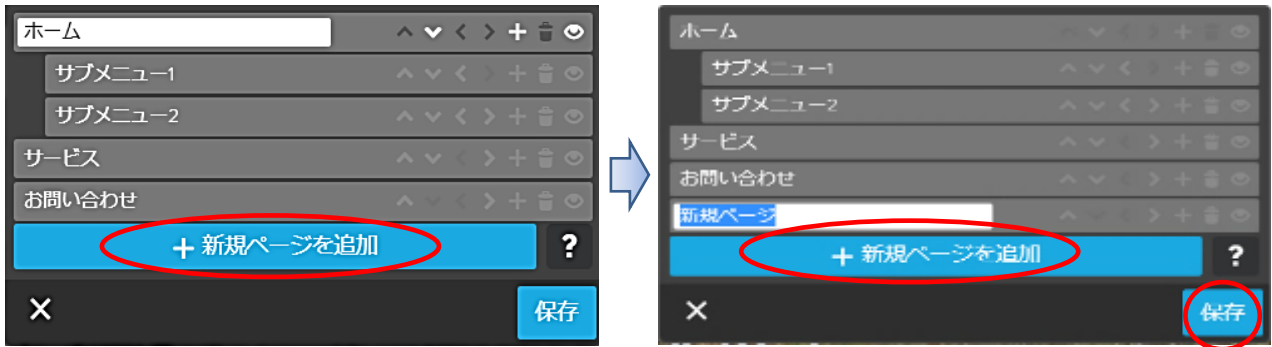 ホーム
サブメニュー1
サブメニュー2
サービス
お問い合わせ
+ 新規ページを追加
?
保存
ホーム
サブメニュー1
サブメニュー2
サービス
お問い合わせ
新規ページ
+ 新規ページを追加
?
保存